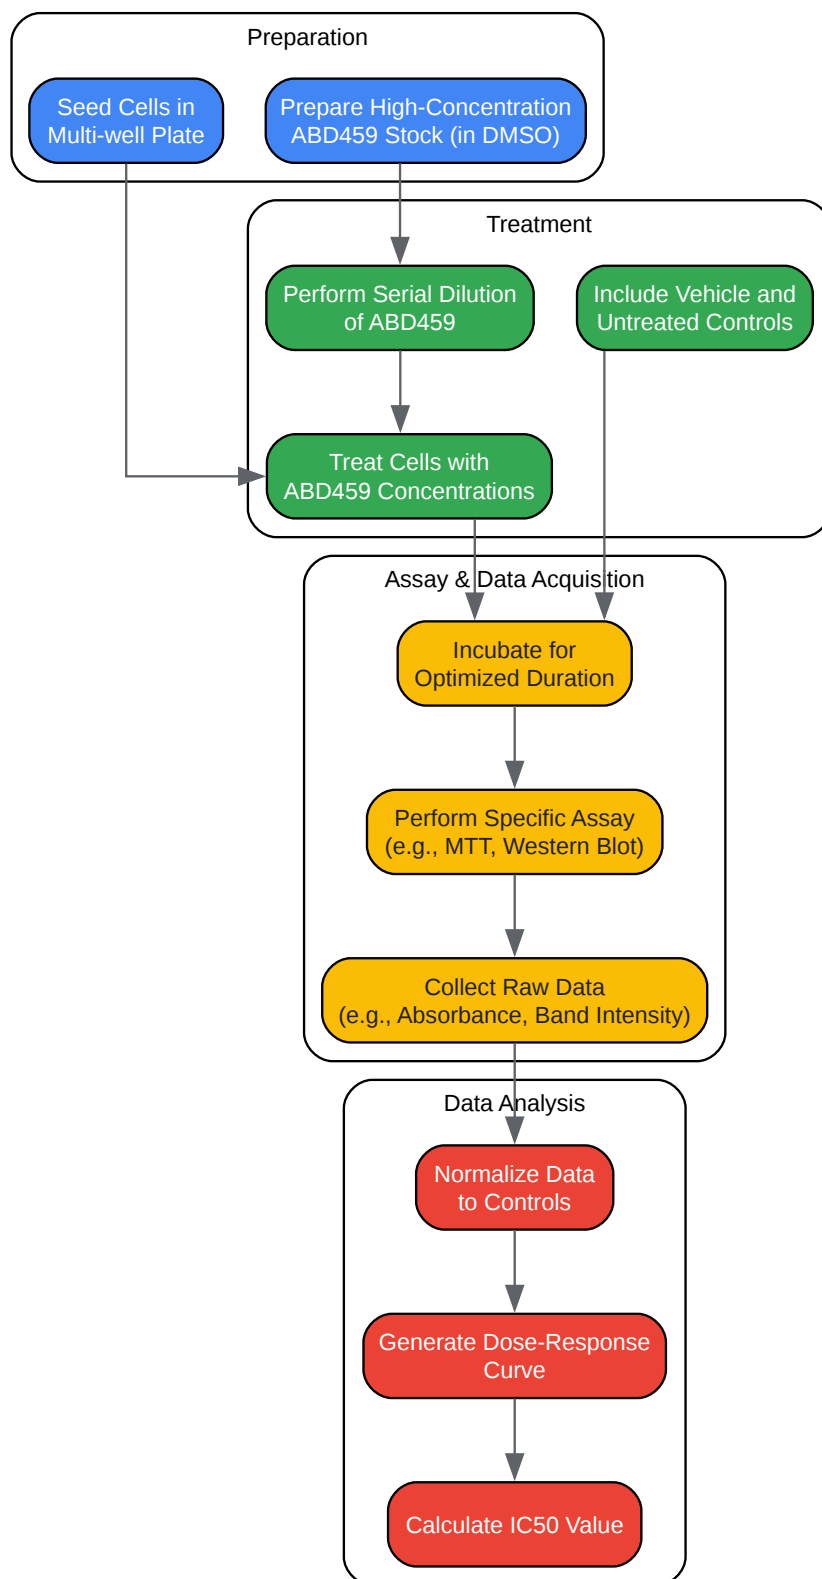 Preparation
Seed Cells in
Multi-well Plate
Prepare High-Concentration
ABD459 Stock (in DMSO)
Treatment
Perform Serial Dilution
of ABD459
Include Vehicle and
Untreated Controls
Treat Cells with
ABD459 Concentrations
Assay & Data Acquisition
Incubate for
Optimized Duration
Perform Specific Assay
(e.g., MTT, Western Blot)
Collect Raw Data
(e.g., Absorbance, Band Intensity)
Data Analysis
Normalize Data
to Controls
Generate Dose-Response
Curve
Calculate IC50 Value